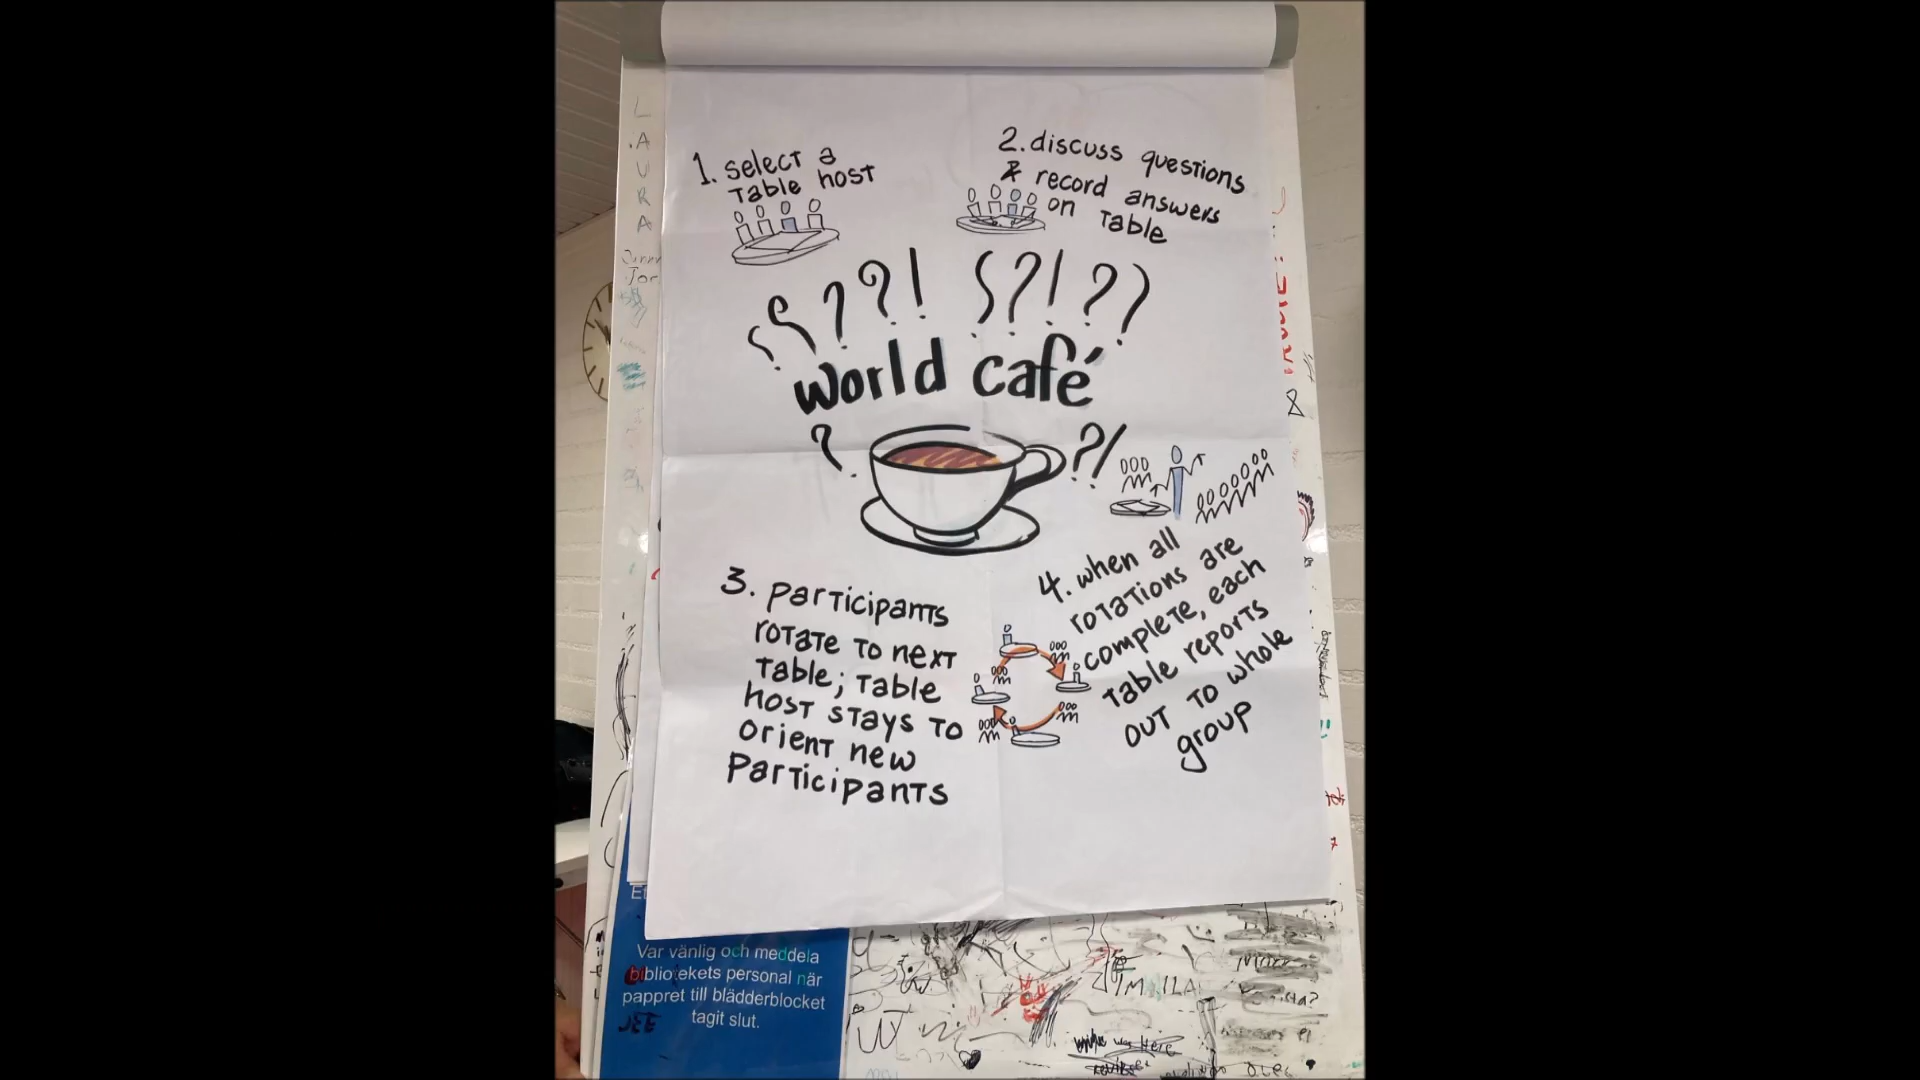 1. select a
table host
2. discuss questions
& record answers
on table
????! ??!??
world café
?
?!
3. participants
rotate to next
table; table
host stays to
orient new
participants
4. when all
rotations are
complete, each
table reports
out to whole
group
L
A
U
R
A
Var vänlig och meddela
bibliotekets personal när
pappret till blädderblocket
tagit slut.